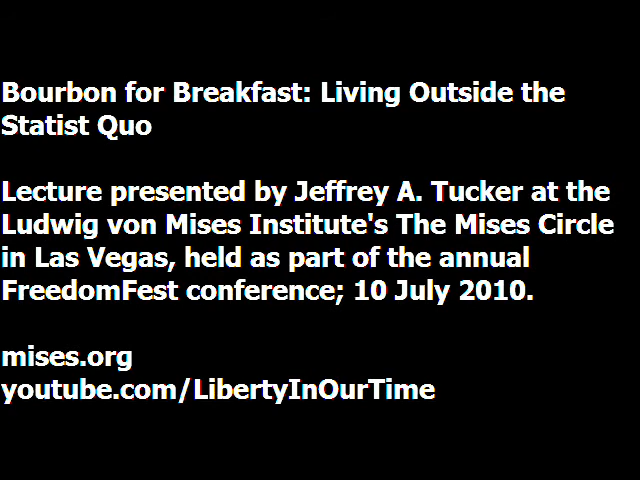 Bourbon for Breakfast: Living Outside the
Statist Quo
Lecture presented by Jeffrey A. Tucker at the
Ludwig von Mises Institute's The Mises Circle
in Las Vegas, held as part of the annual
FreedomFest conference; 10 July 2010.
mises.org
youtube.com/LibertyInOurTime